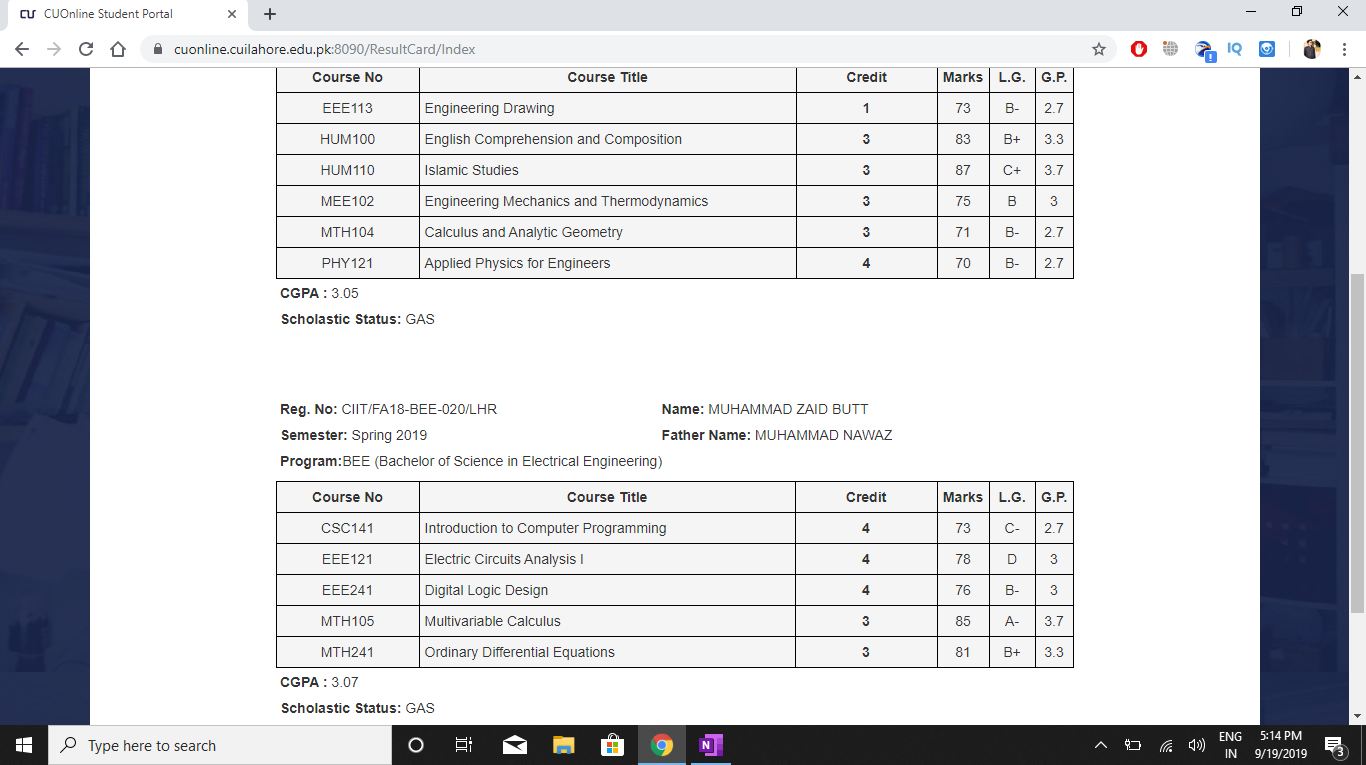 CUOnline Student Portal
cuonline.cuilahore.edu.pk:8090/ResultCard/Index
Course No Course Title Credit Marks L.G. G.P.
EEE113 Engineering Drawing 1 73 B- 2.7
HUM100 English Comprehension and Composition 3 83 B+ 3.3
HUM110 Islamic Studies 3 87 C+ 3.7
MEE102 Engineering Mechanics and Thermodynamics 3 75 B 3
MTH104 Calculus and Analytic Geometry 3 71 B- 2.7
PHY121 Applied Physics for Engineers 4 70 B- 2.7
CGPA : 3.05
Scholastic Status: GAS
Reg. No: CIIT/FA18-BEE-020/LHR Name: MUHAMMAD ZAID BUTT
Semester: Spring 2019 Father Name: MUHAMMAD NAWAZ
Program:BEE (Bachelor of Science in Electrical Engineering)
Course No Course Title Credit Marks L.G. G.P.
CSC141 Introduction to Computer Programming 4 73 C- 2.7
EEE121 Electric Circuits Analysis I 4 78 D 3
EEE241 Digital Logic Design 4 76 B- 3
MTH105 Multivariable Calculus 3 85 A- 3.7
MTH241 Ordinary Differential Equations 3 81 B+ 3.3
CGPA : 3.07
Scholastic Status: GAS
Type here to search
ENG 5:14 PM
IN 9/19/2019 3